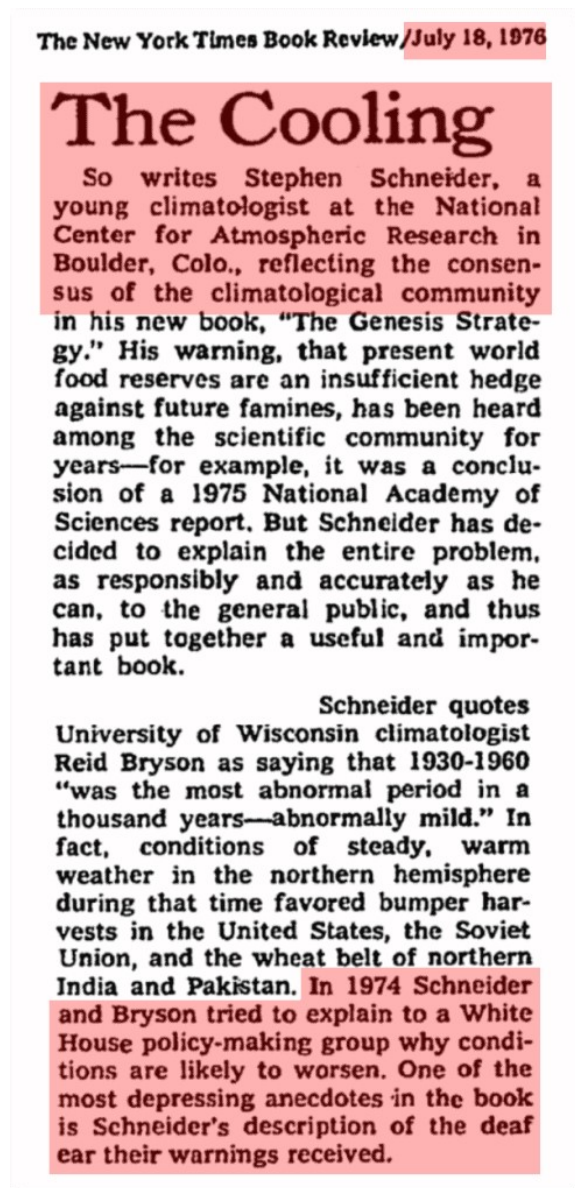 The New York Times Book Review/July 18, 1976
The Cooling
So writes Stephen Schneider, a
young climatologist at the National
Center for Atmospheric Research in
Boulder, Colo., reflecting the consen-
sus of the climatological community
in his new book, "The Genesis Strate-
gy." His warning, that present world
food reserves are an insufficient hedge
against future famines, has been heard
among the scientific community for
years—for example, it was a conclu-
sion of a 1975 National Academy of
Sciences report. But Schneider has de-
cided to explain the entire problem,
as responsibly and accurately as he
can, to the general public, and thus
has put together a useful and impor-
tant book.
Schneider quotes
University of Wisconsin climatologist
Reid Bryson as saying that 1930-1960
"was the most abnormal period in a
thousand years—abnormally mild." In
fact, conditions of steady, warm
weather in the northern hemisphere
during that time favored bumper har-
vests in the United States, the Soviet
Union, and the wheat belt of northern
India and Pakistan. In 1974 Schneider
and Bryson tried to explain to a White
House policy-making group why condi-
tions are likely to worsen. One of the
most depressing anecdotes in the book
is Schneider's description of the deaf
ear their warnings received.